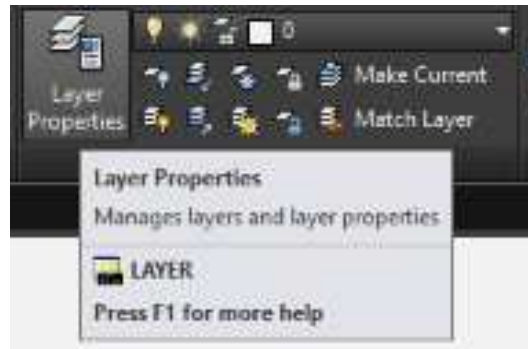 0
Layer
Properties
Make Current
Match Layer
Layer Properties
Manages layers and layer properties
LAYER
Press F1 for more help